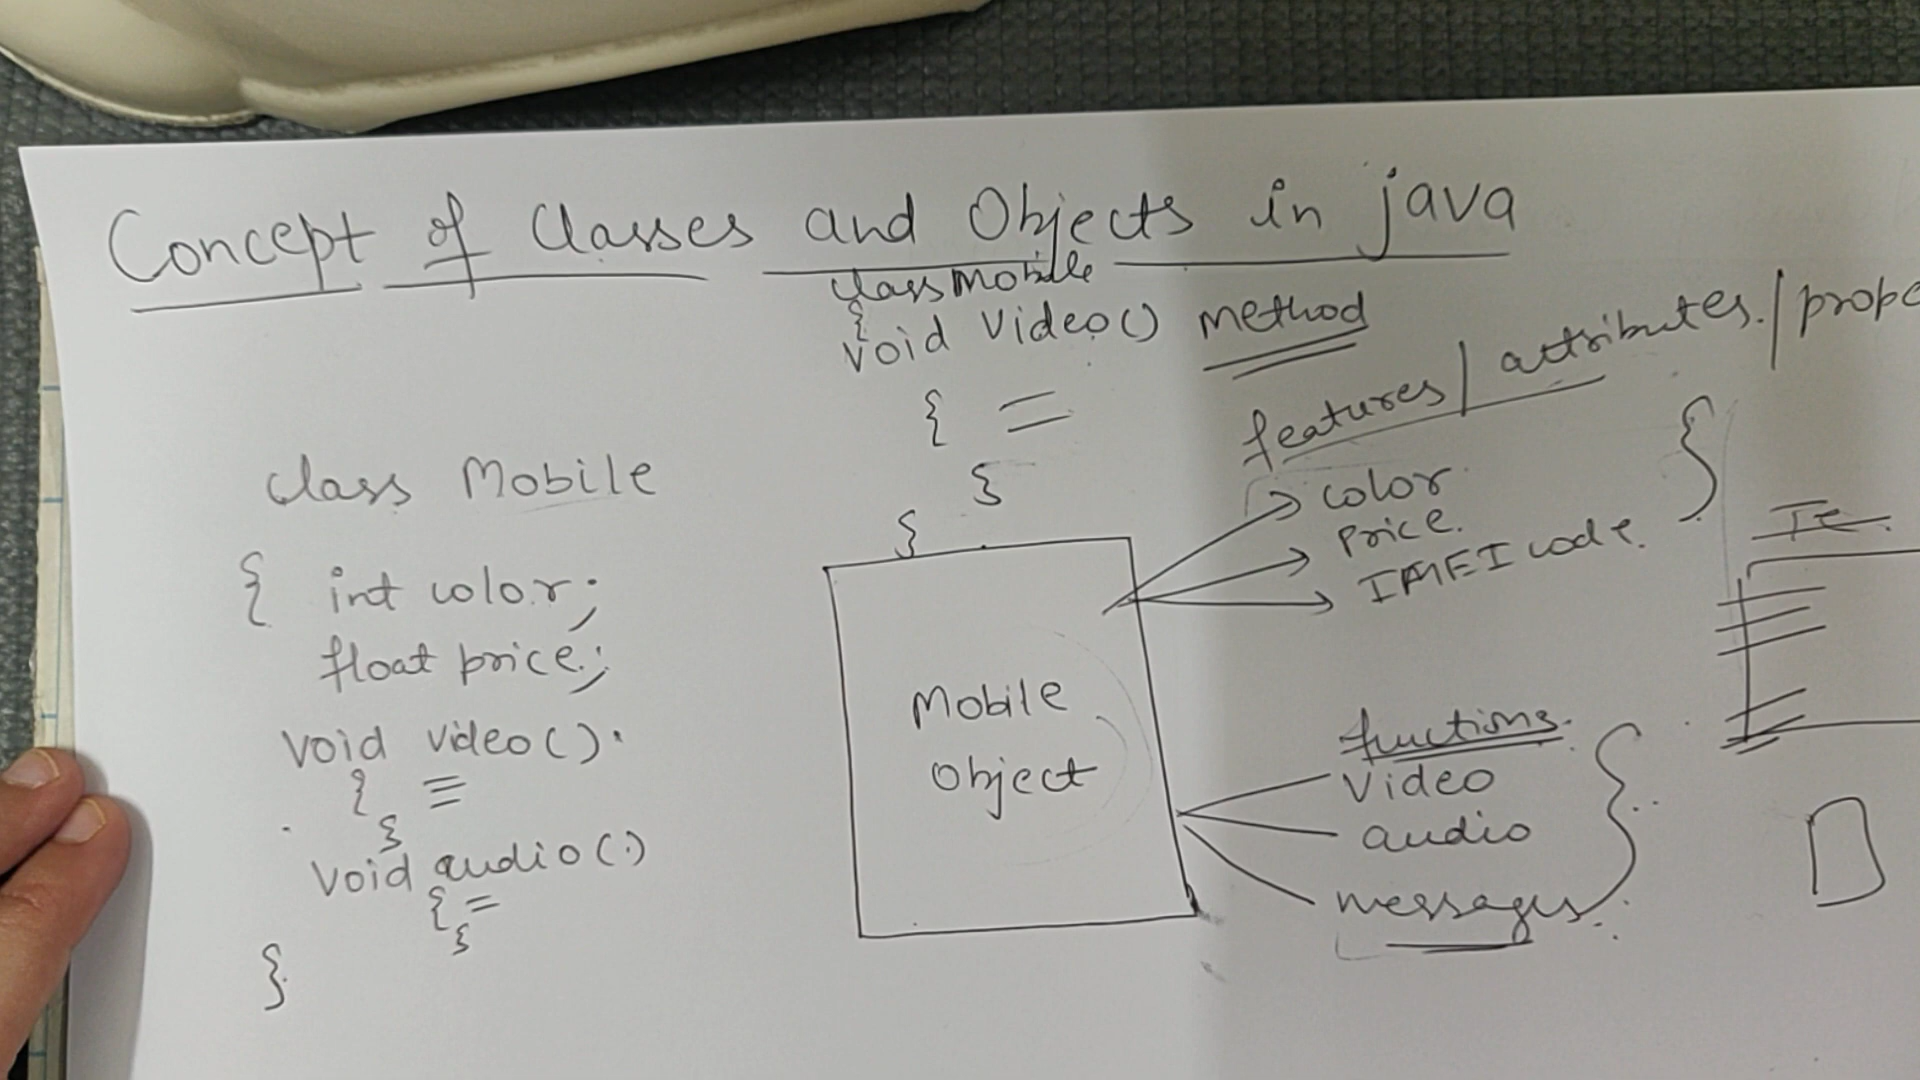 Concept of Classes and Objects in java
class Mobile
{
void video() method
{ =
}
}
features / attributes. /
class Mobile
{ int color;
float price;
void video().
{ ≡
}
void audio()
{ =
}
}
Mobile
Object
color
Price.
IMEI code.
functions.
Video
audio
messages.